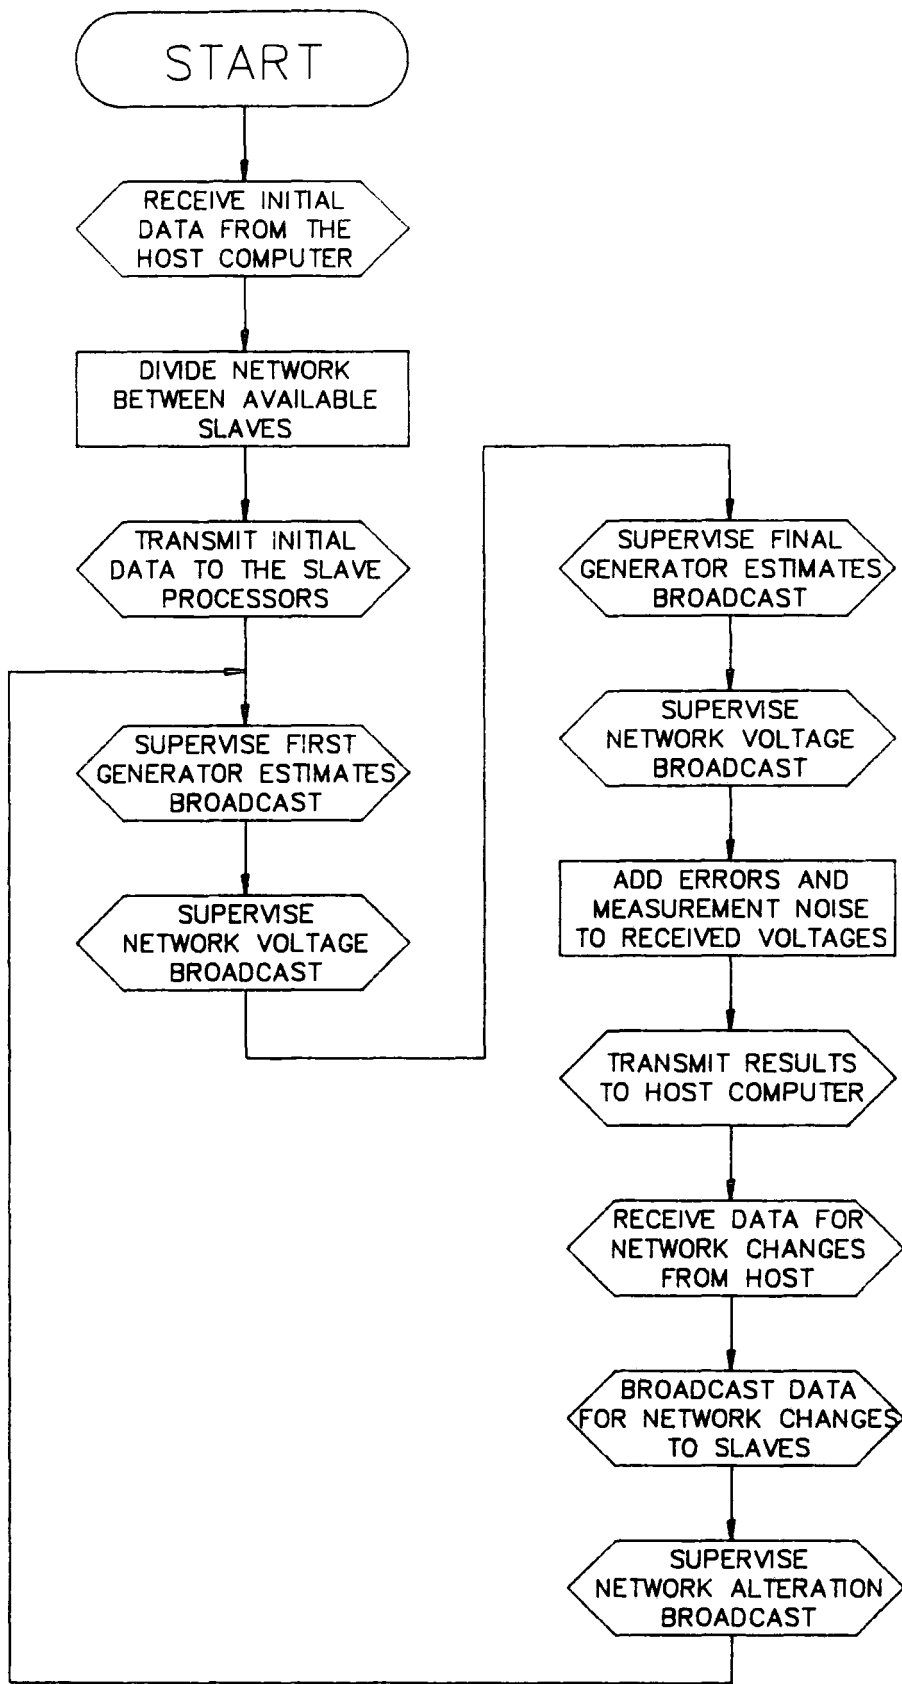 START
RECEIVE INITIAL
DATA FROM THE
HOST COMPUTER
DIVIDE NETWORK
BETWEEN AVAILABLE
SLAVES
TRANSMIT INITIAL
DATA TO THE SLAVE
PROCESSORS
SUPERVISE FIRST
GENERATOR ESTIMATES
BROADCAST
SUPERVISE
NETWORK VOLTAGE
BROADCAST
SUPERVISE FINAL
GENERATOR ESTIMATES
BROADCAST
SUPERVISE
NETWORK VOLTAGE
BROADCAST
ADD ERRORS AND
MEASUREMENT NOISE
TO RECEIVED VOLTAGES
TRANSMIT RESULTS
TO HOST COMPUTER
RECEIVE DATA FOR
NETWORK CHANGES
FROM HOST
BROADCAST DATA
FOR NETWORK CHANGES
TO SLAVES
SUPERVISE
NETWORK ALTERATION
BROADCAST